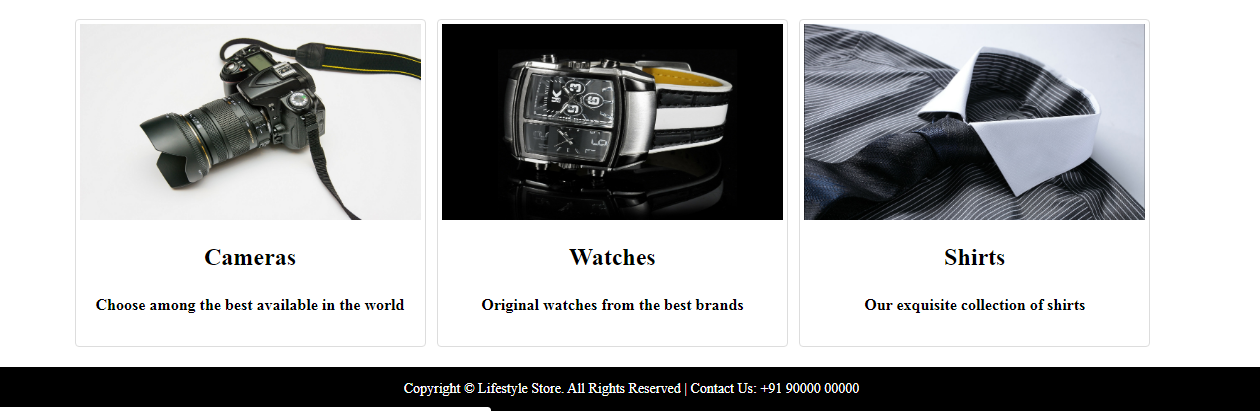 Cameras
Choose among the best available in the world
Watches
Original watches from the best brands
Shirts
Our exquisite collection of shirts
Copyright © Lifestyle Store. All Rights Reserved | Contact Us: +91 90000 00000